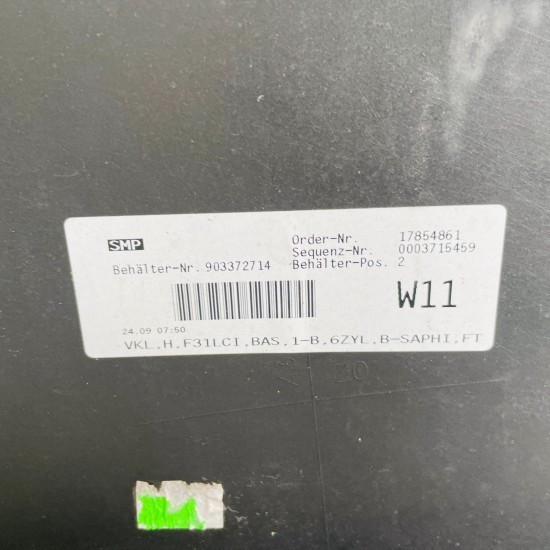 SMP
Order-Nr. 17854861
Sequenz-Nr. 0003715459
Behälter-Nr. 903372714 Behälter-Pos. 2
W11
24.09 07:50
VKL,H,F31LCI,BAS,1-B,6ZYL,B-SAPHI,FT